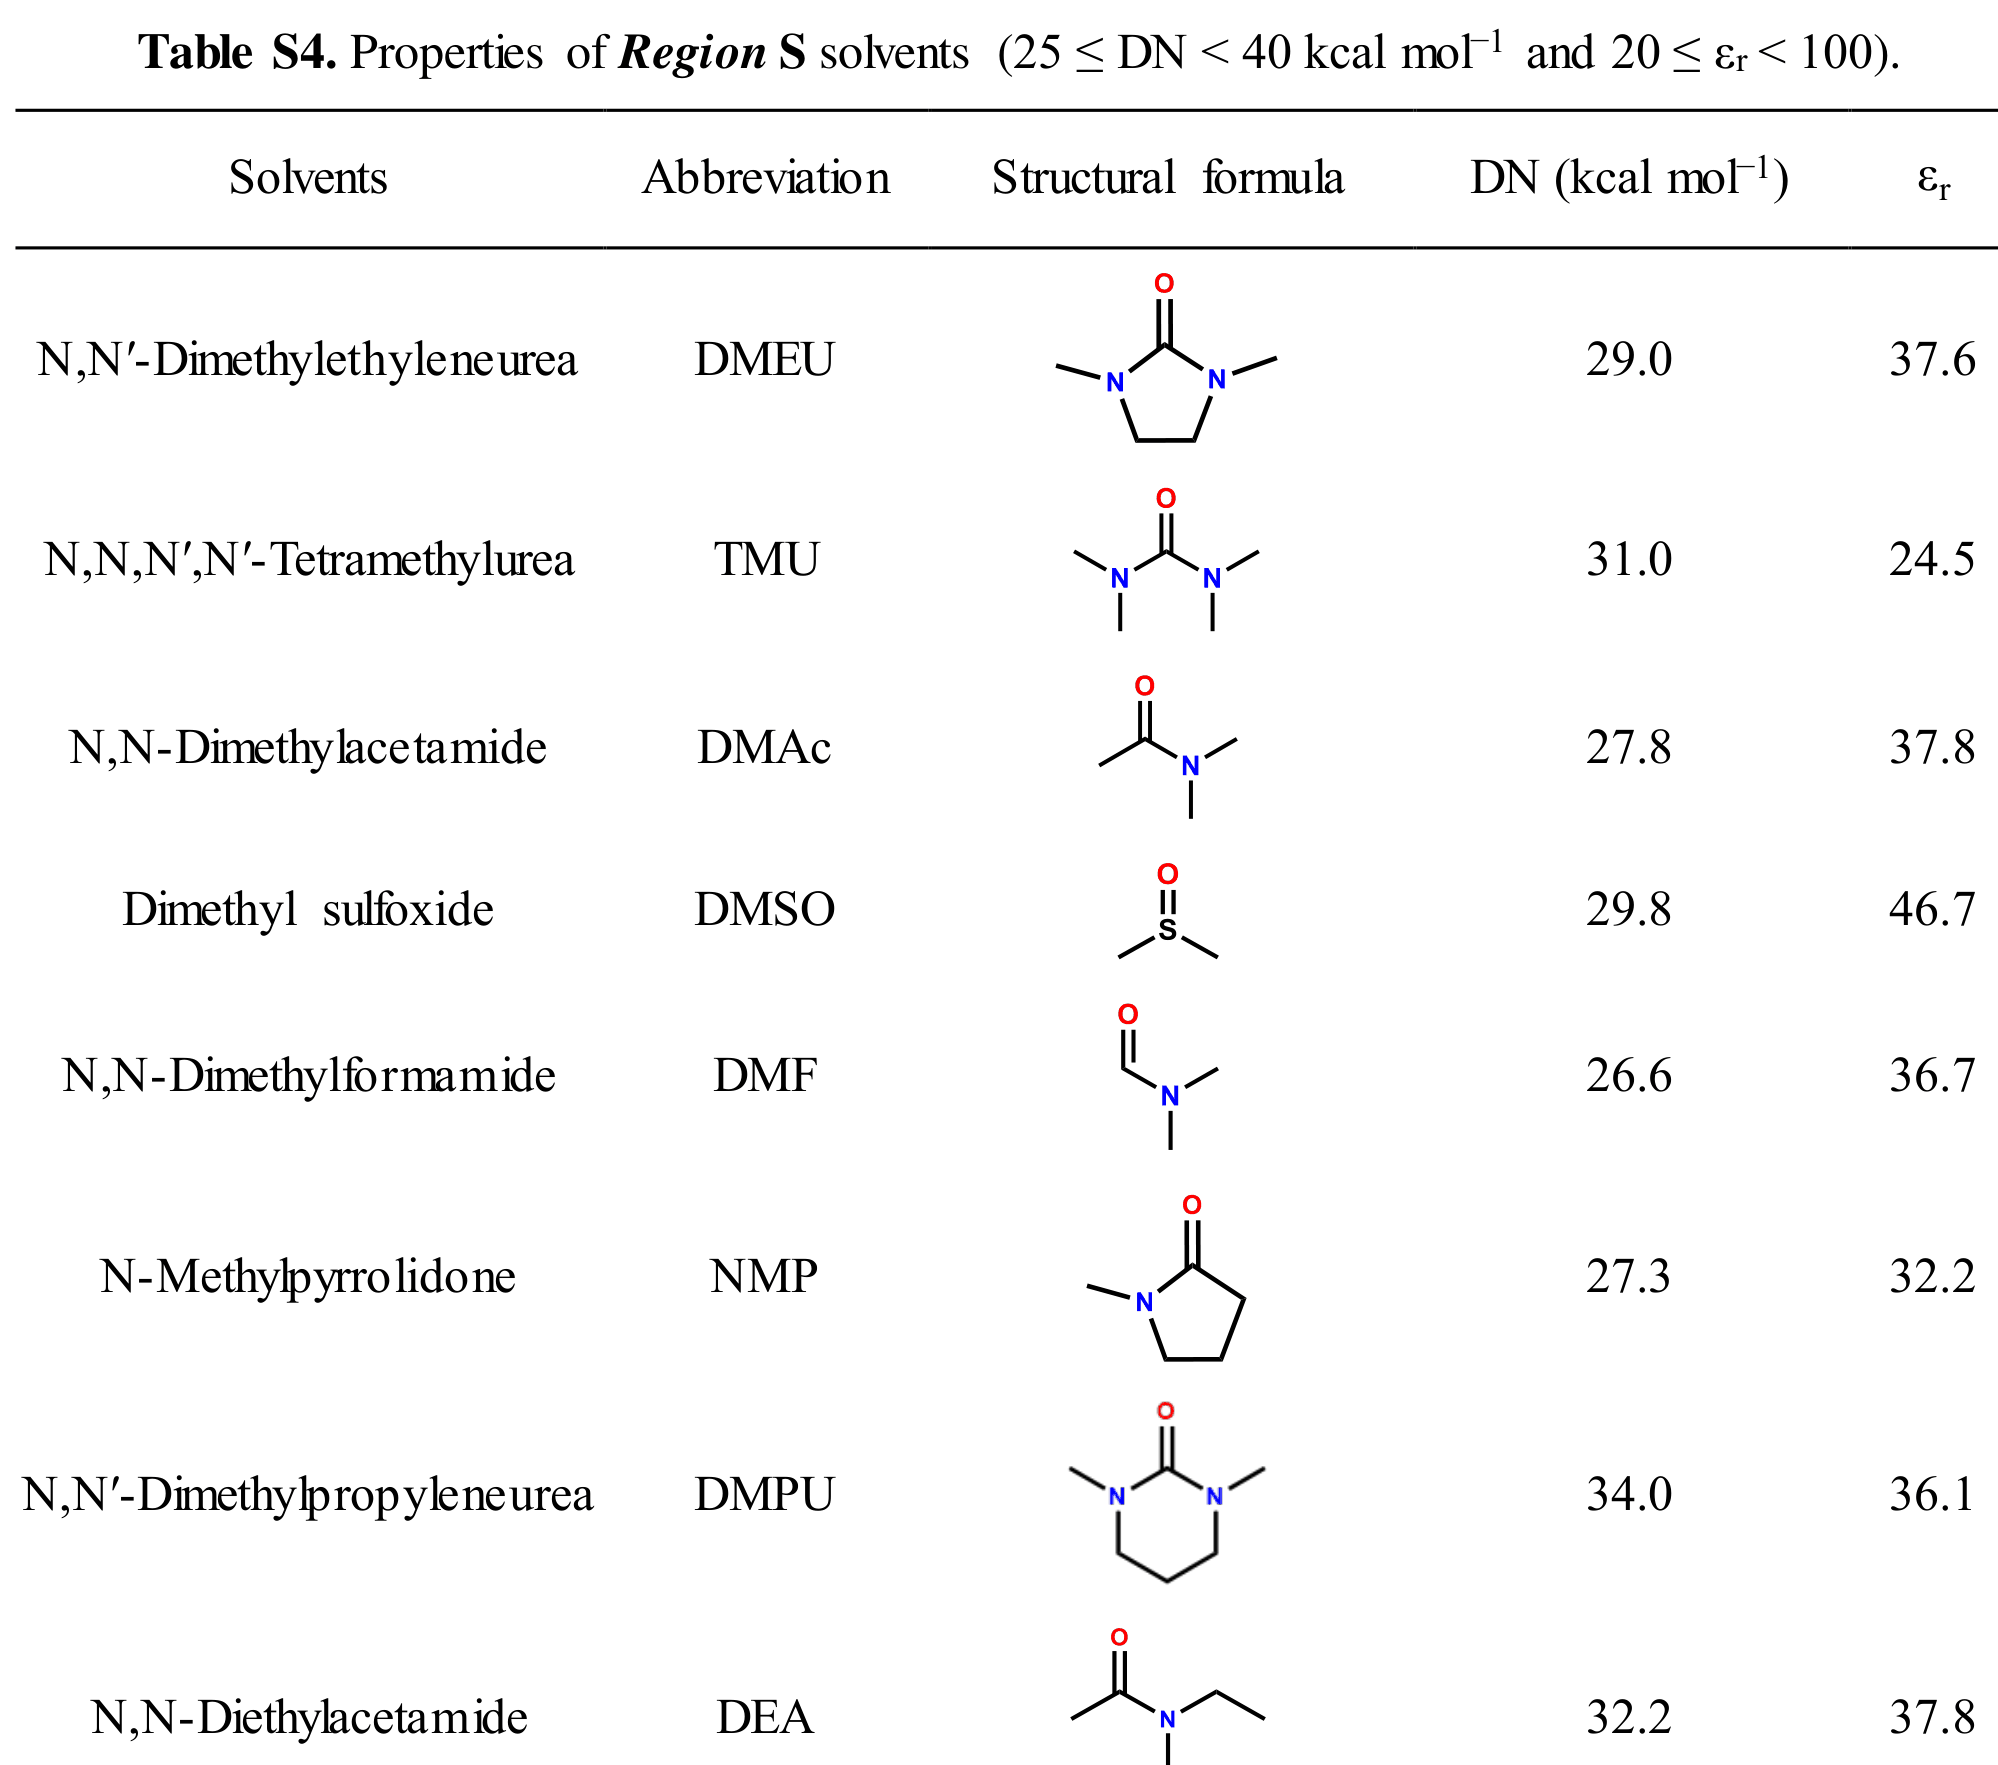 Table S4. Properties of Region S solvents (25 ≤ DN < 40 kcal mol⁻¹ and 20 ≤ εᵣ < 100).
Solvents Abbreviation Structural formula DN (kcal mol⁻¹) εᵣ
O
N,N′-Dimethylethyleneurea DMEU N N 29.0 37.6
O
N,N,N′,N′-Tetramethylurea TMU N N 31.0 24.5
O
N,N-Dimethylacetamide DMAc N 27.8 37.8
O
Dimethyl sulfoxide DMSO S 29.8 46.7
O
N,N-Dimethylformamide DMF N 26.6 36.7
O
N-Methylpyrrolidone NMP N 27.3 32.2
O
N,N′-Dimethylpropyleneurea DMPU N N 34.0 36.1
O
N,N-Diethylacetamide DEA N 32.2 37.8